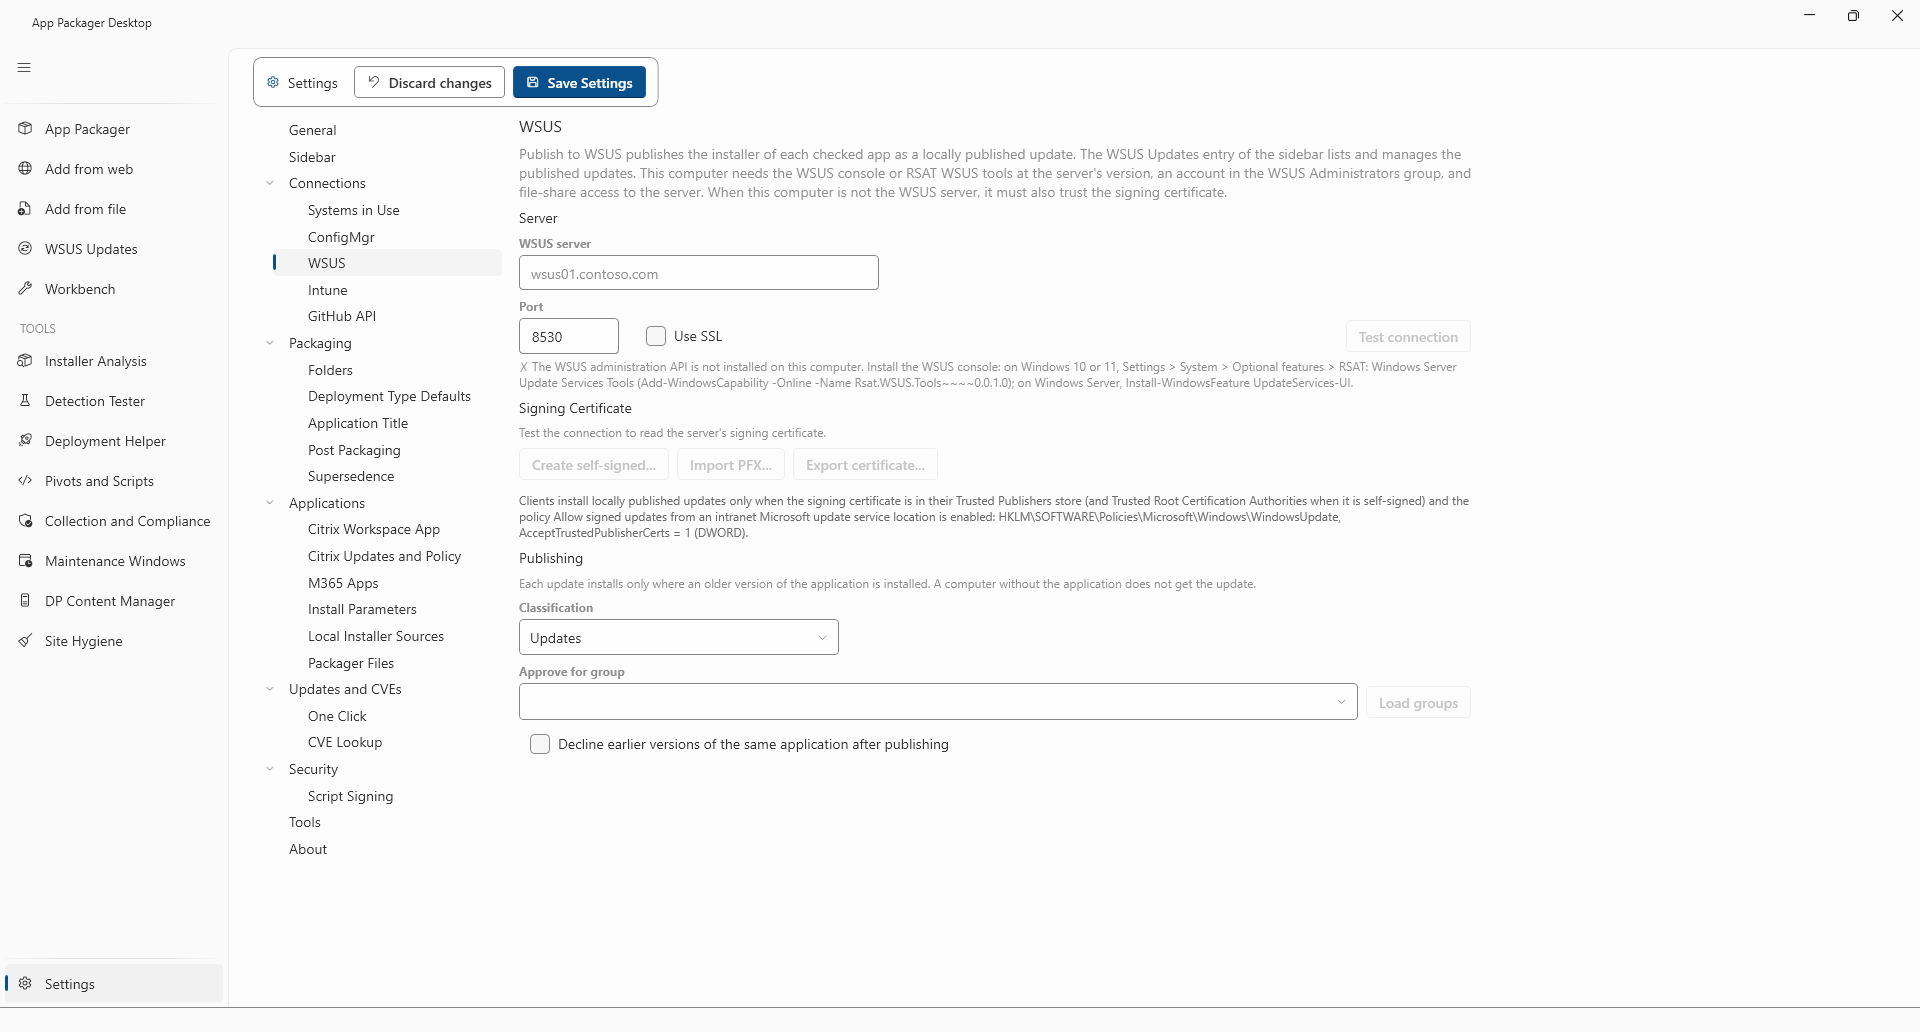 App Packager Desktop
App Packager
Add from web
Add from file
WSUS Updates
Workbench
TOOLS
Installer Analysis
Detection Tester
Deployment Helper
Pivots and Scripts
Collection and Compliance
Maintenance Windows
DP Content Manager
Site Hygiene
Settings
Settings
Discard changes
Save Settings
General
Sidebar
Connections
Systems in Use
ConfigMgr
WSUS
Intune
GitHub API
Packaging
Folders
Deployment Type Defaults
Application Title
Post Packaging
Supersedence
Applications
Citrix Workspace App
Citrix Updates and Policy
M365 Apps
Install Parameters
Local Installer Sources
Packager Files
Updates and CVEs
One Click
CVE Lookup
Security
Script Signing
Tools
About
WSUS
Publish to WSUS publishes the installer of each checked app as a locally published update. The WSUS Updates entry of the sidebar lists and manages the
published updates. This computer needs the WSUS console or RSAT WSUS tools at the server's version, an account in the WSUS Administrators group, and
file-share access to the server. When this computer is not the WSUS server, it must also trust the signing certificate.
Server
WSUS server
wsus01.contoso.com
Port
8530
Use SSL
Test connection
✗ The WSUS administration API is not installed on this computer. Install the WSUS console: on Windows 10 or 11, Settings > System > Optional features > RSAT: Windows Server
Update Services Tools (Add-WindowsCapability -Online -Name Rsat.WSUS.Tools~~~~0.0.1.0); on Windows Server, Install-WindowsFeature UpdateServices-UI.
Signing Certificate
Test the connection to read the server's signing certificate.
Create self-signed...
Import PFX...
Export certificate...
Clients install locally published updates only when the signing certificate is in their Trusted Publishers store (and Trusted Root Certification Authorities when it is self-signed) and the
policy Allow signed updates from an intranet Microsoft update service location is enabled: HKLM\SOFTWARE\Policies\Microsoft\Windows\WindowsUpdate,
AcceptTrustedPublisherCerts = 1 (DWORD).
Publishing
Each update installs only where an older version of the application is installed. A computer without the application does not get the update.
Classification
Updates
Approve for group
Load groups
Decline earlier versions of the same application after publishing